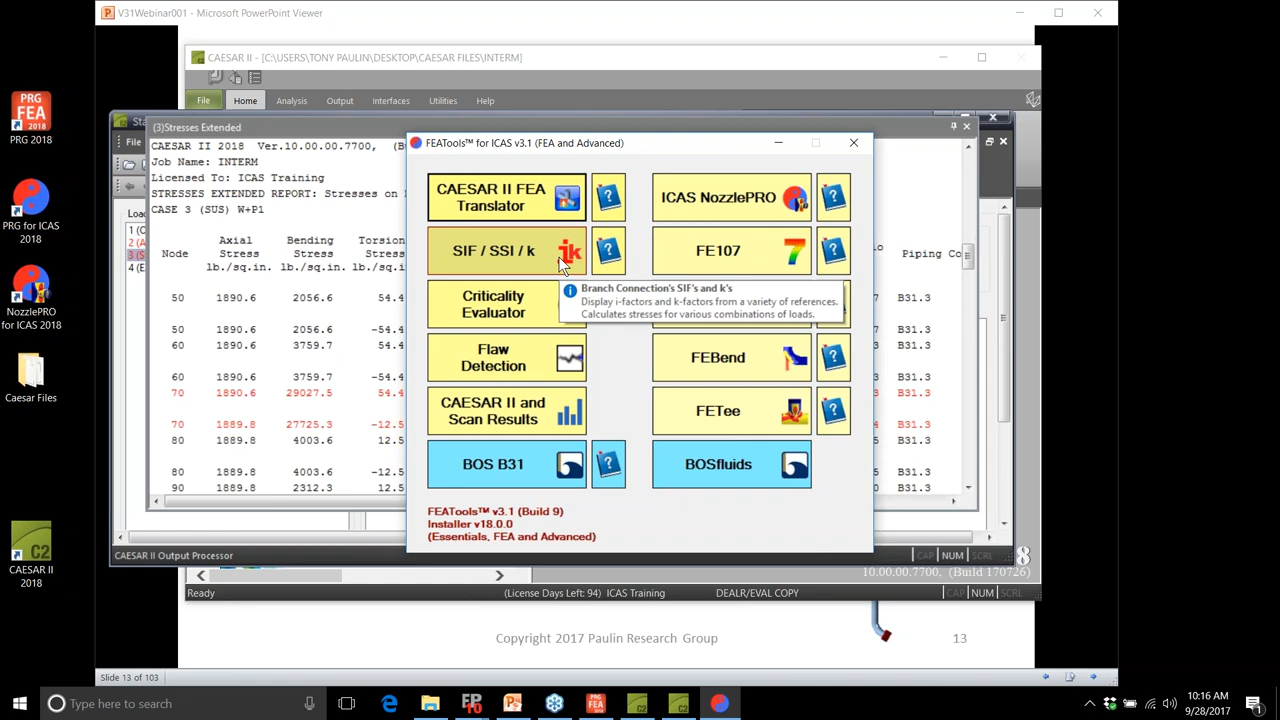 V31Webinar001 - Microsoft PowerPoint Viewer
CAESAR II - [C:\USERS\TONY PAULIN\DESKTOP\CAESAR FILES\INTERM]
File
Home
Analysis
Output
Interfaces
Utilities
Help
File
(3)Stresses Extended
CAESAR II 2018 Ver.10.00.00.7700,
Job Name: INTERM
Licensed To: ICAS Training
STRESSES EXTENDED REPORT: Stresses on
CASE 3 (SUS) W+P1
Node
Axial Stress lb./sq.in.
Bending Stress lb./sq.in.
Piping Co
50 1890.6 2056.6 B31.3
50 1890.6 2056.6 -54.4 B31.3
60 1890.6 3759.7 54.4 B31.3
60 1890.6 3759.7 -54.4 B31.3
70 1890.6 29027.5 54.4 B31.3
70 1889.8 27725.3 -12.5 B31.3
80 1889.8 4003.6 12.5 B31.3
80 1889.8 4003.6 -12.5 B31.3
90 1889.8 2312.3 B31.3
FEATools™ for ICAS v3.1 (FEA and Advanced)
CAESAR II FEA
Translator
ICAS NozzlePRO
SIF / SSI / k
FE107
7
Branch Connection's SIF's and k's
Display i-factors and k-factors from a variety of references.
Calculates stresses for various combinations of loads.
Criticality
Evaluator
Flaw
Detection
FEBend
CAESAR II and
Scan Results
FETee
BOS B31
BOSfluids
FEATools™ v3.1 (Build 9)
Installer v18.0.0
(Essentials, FEA and Advanced)
CAESAR II Output Processor
CAP NUM SCRL
10.00.00.7700. (Build 170726)
Ready
(License Days Left: 94) ICAS Training
DEALR/EVAL COPY
CAP NUM SCRL
Copyright 2017 Paulin Research Group
13
Slide 13 of 103
PRG
FEA
2018
PRG 2018
PRG for ICAS
2018
NozzlePRO
for ICAS 2018
Caesar Files
C2
CAESAR II
2018
Type here to search
10:16 AM
9/28/2017